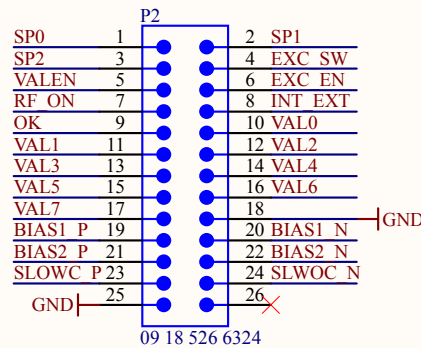 P2
SP0 1 2 SP1
SP2 3 4 EXC_SW
VALEN 5 6 EXC_EN
RF_ON 7 8 INT_EXT
OK 9 10 VAL0
VAL1 11 12 VAL2
VAL3 13 14 VAL4
VAL5 15 16 VAL6
VAL7 17 18 GND
BIAS1_P 19 20 BIAS1_N
BIAS2_P 21 22 BIAS2_N
SLOWC_P 23 24 SLWOC_N
GND 25 26
09 18 526 6324